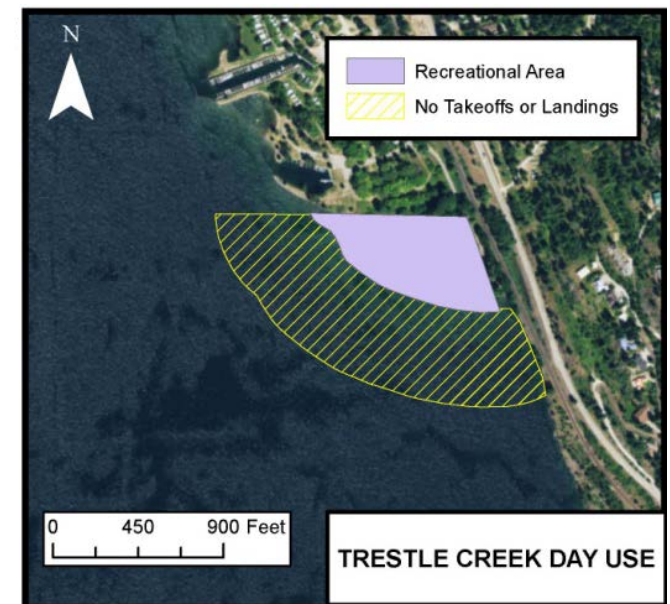 N
Recreational Area
No Takeoffs or Landings
0 450 900 Feet
TRESTLE CREEK DAY USE